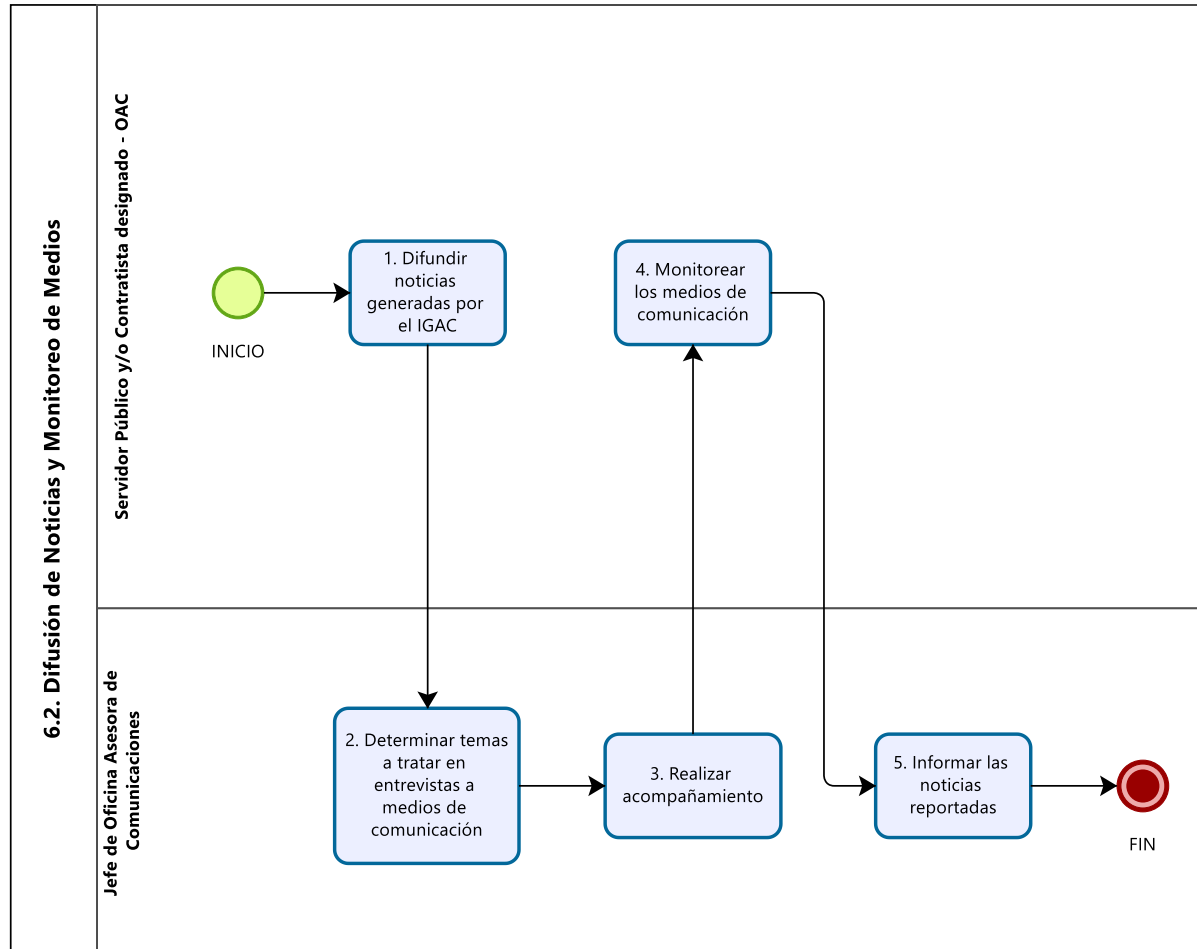 6.2. Difusión de Noticias y Monitoreo de Medios
Servidor Público y/o Contratista designado - OAC
INICIO
1. Difundir
noticias
generadas por
el IGAC
4. Monitorear
los medios de
comunicación
Jefe de Oficina Asesora de
Comunicaciones
2. Determinar temas
a tratar en
entrevistas a
medios de
comunicación
3. Realizar
acompañamiento
5. Informar las
noticias
reportadas
FIN